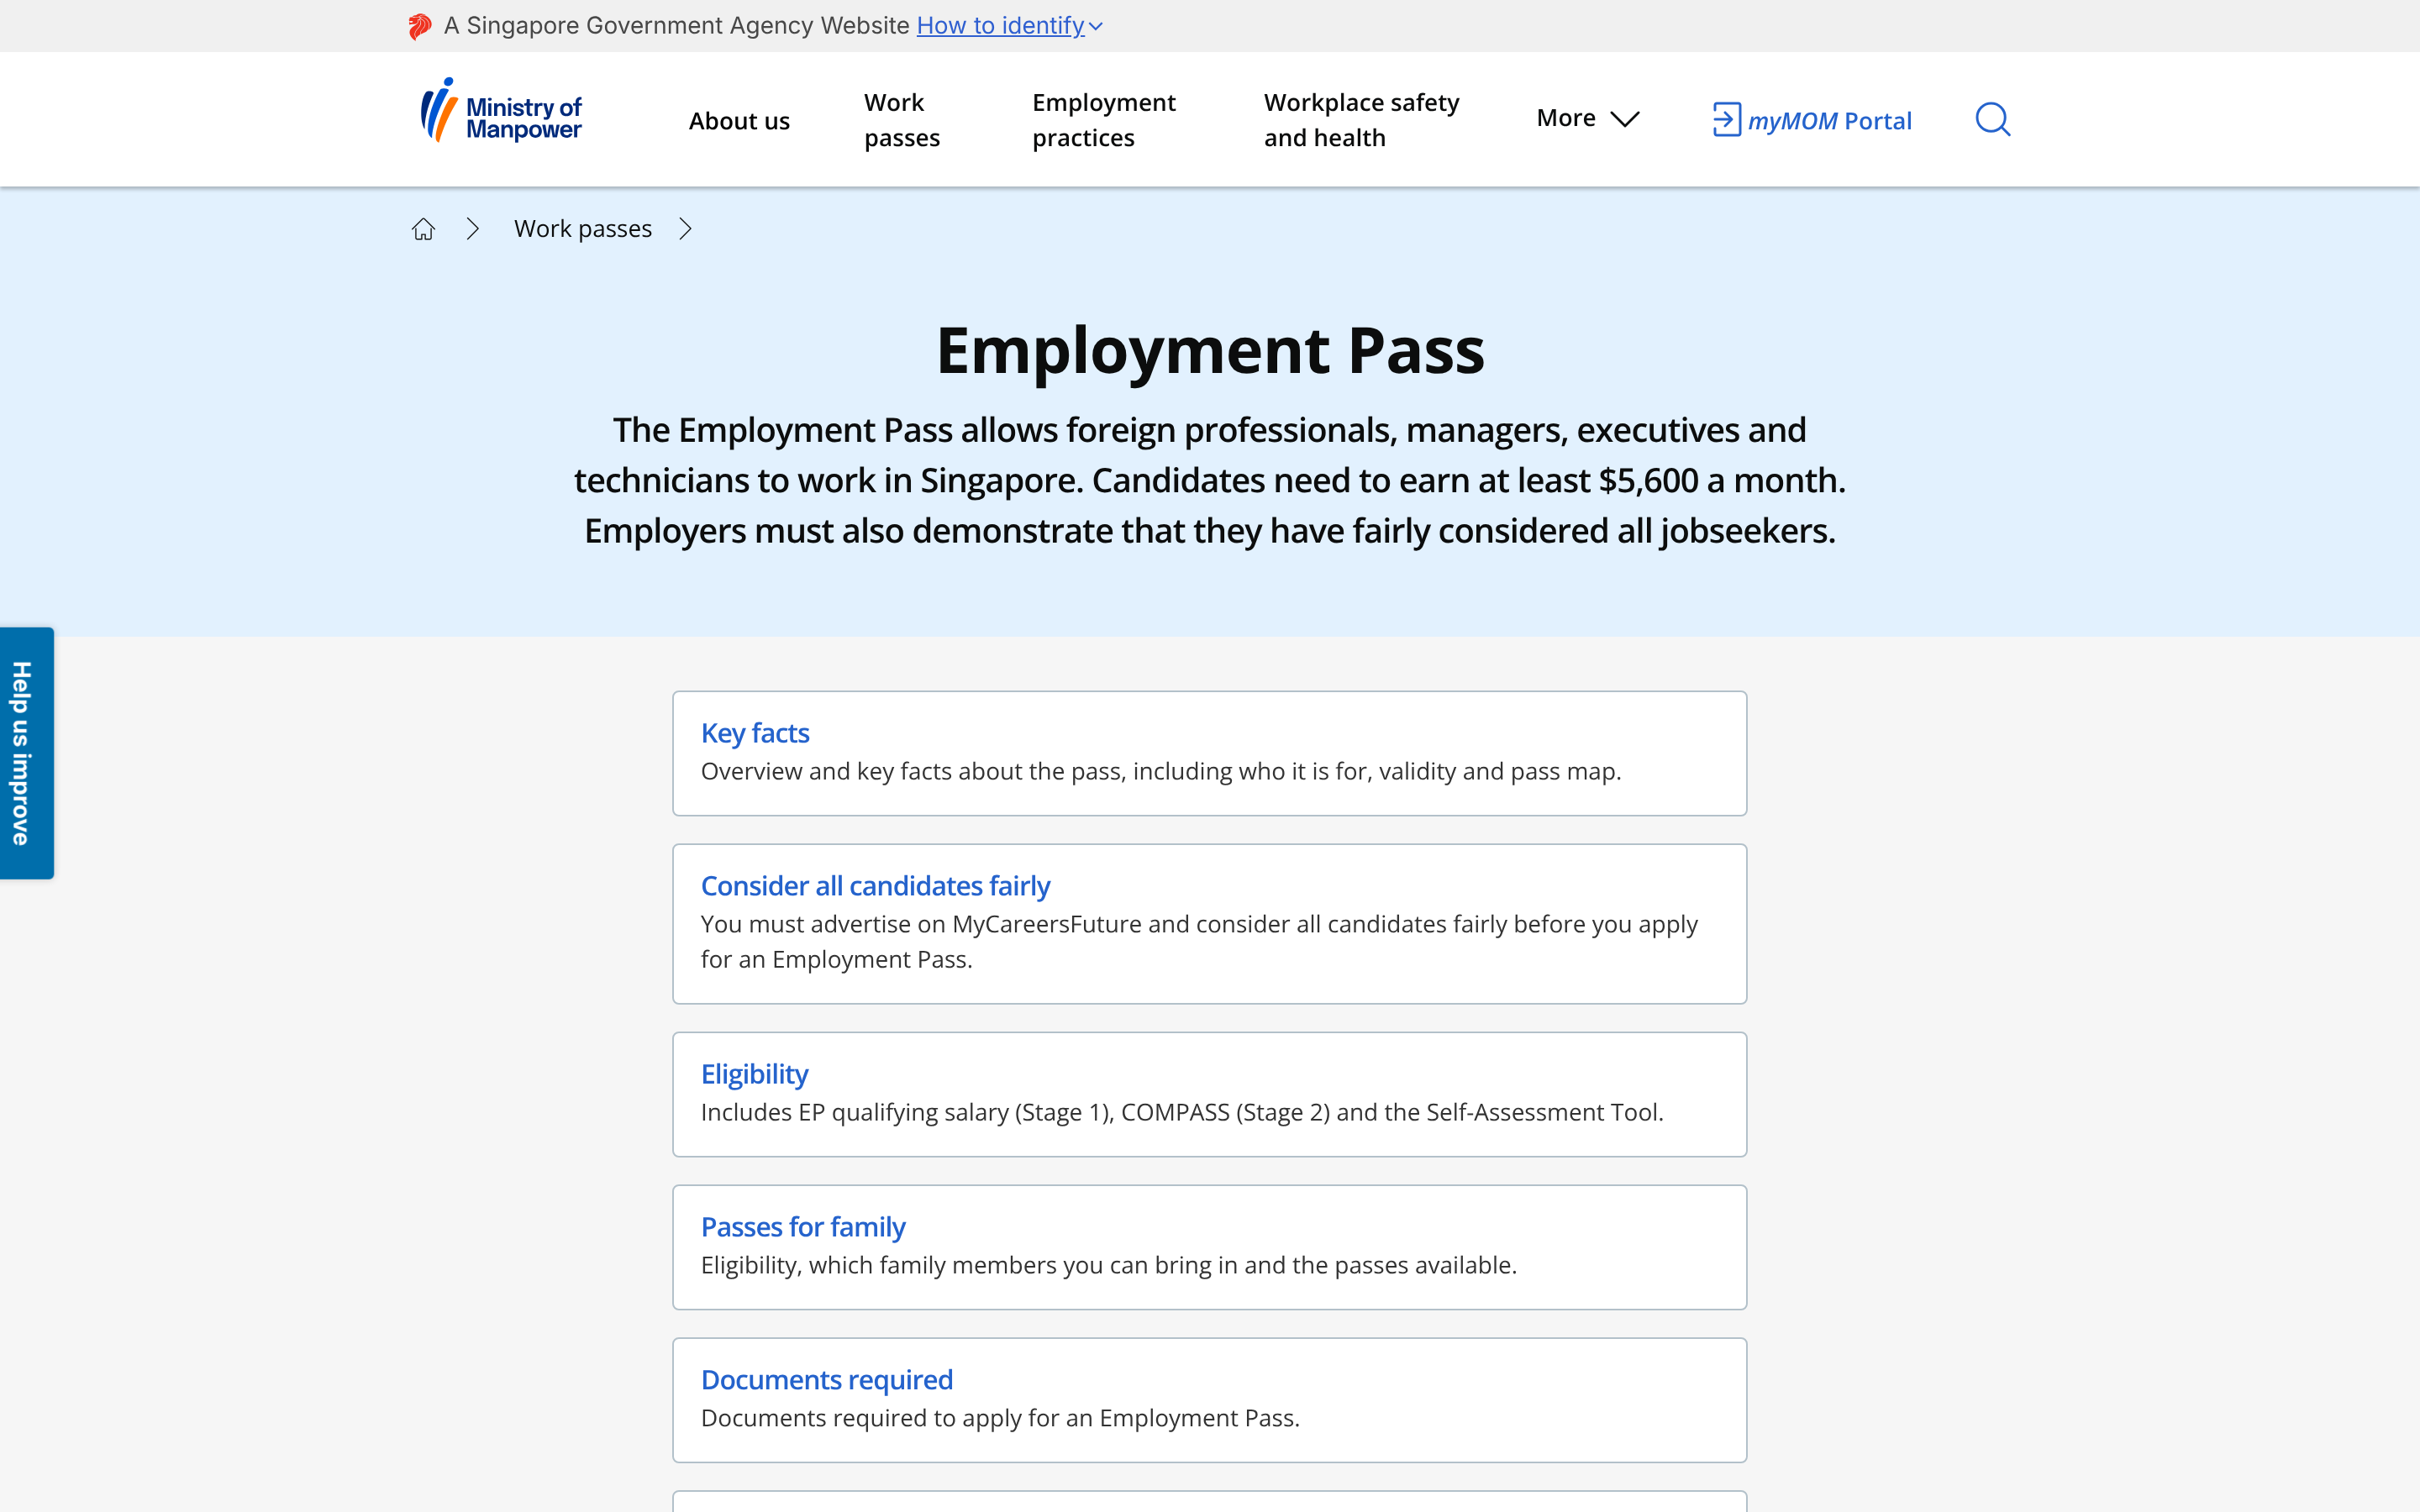 A Singapore Government Agency Website How to identify
Ministry of
Manpower
About us
Work
passes
Employment
practices
Workplace safety
and health
More
myMOM Portal
Work passes
Employment Pass
The Employment Pass allows foreign professionals, managers, executives and
technicians to work in Singapore. Candidates need to earn at least $5,600 a month.
Employers must also demonstrate that they have fairly considered all jobseekers.
Help us improve
Key facts
Overview and key facts about the pass, including who it is for, validity and pass map.
Consider all candidates fairly
You must advertise on MyCareersFuture and consider all candidates fairly before you apply
for an Employment Pass.
Eligibility
Includes EP qualifying salary (Stage 1), COMPASS (Stage 2) and the Self-Assessment Tool.
Passes for family
Eligibility, which family members you can bring in and the passes available.
Documents required
Documents required to apply for an Employment Pass.